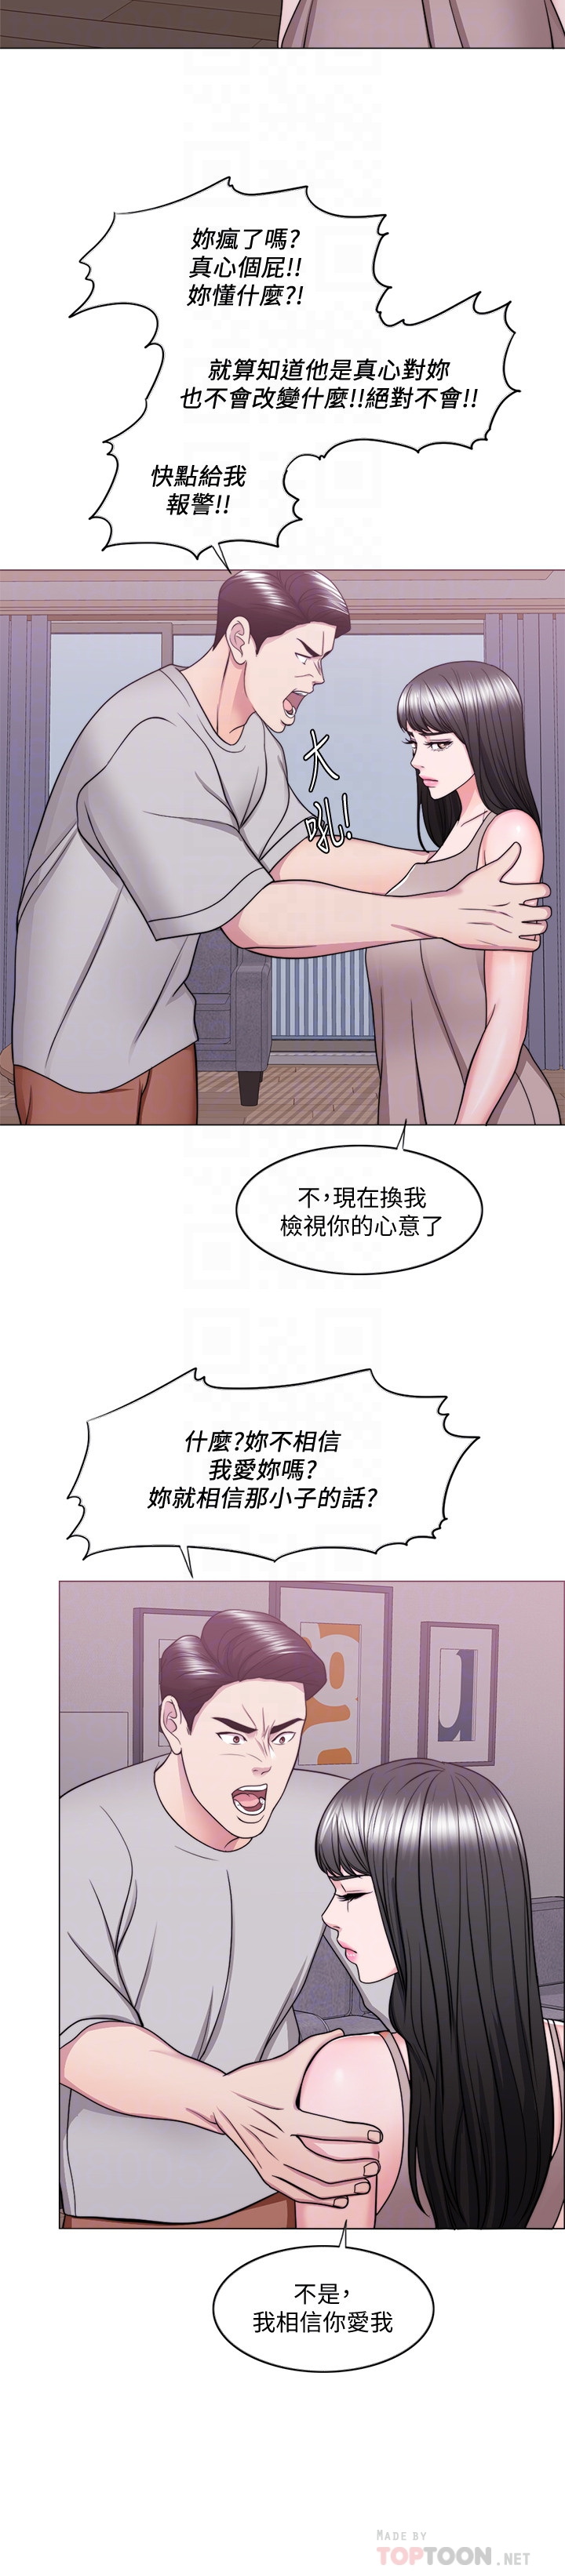 妳瘋了嗎?
真心個屁!!
妳懂什麼?!
就算知道他是真心對妳
也不會改變什麼!!絕對不會!!
快點給我
報警!!
大
吼!
不,現在換我
檢視你的心意了
什麼?妳不相信
我愛妳嗎?
妳就相信那小子的話?
g
a
不是,
我相信你愛我
MADE BY
TOPTOON.NET